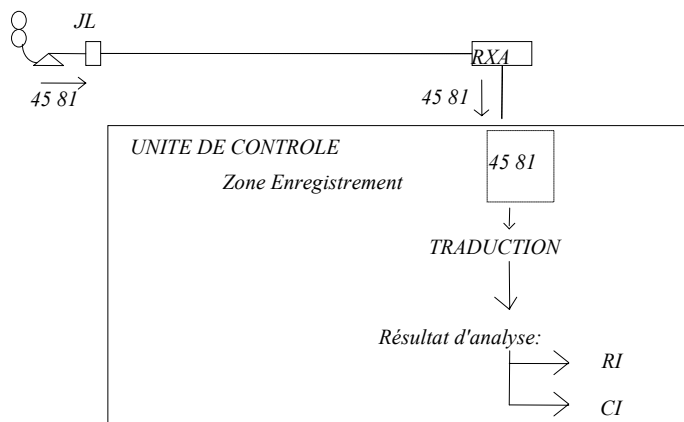 JL
RXA
45 81
45 81
UNITE DE CONTROLE
45 81
Zone Enregistrement
TRADUCTION
Résultat d'analyse:
RI
CI